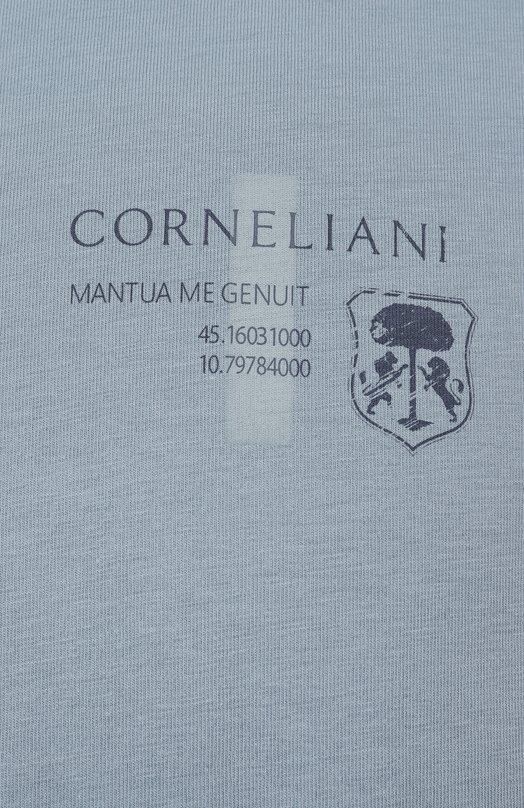 CORNELIANI
MANTUA ME GENUIT
45.16031000
10.79784000